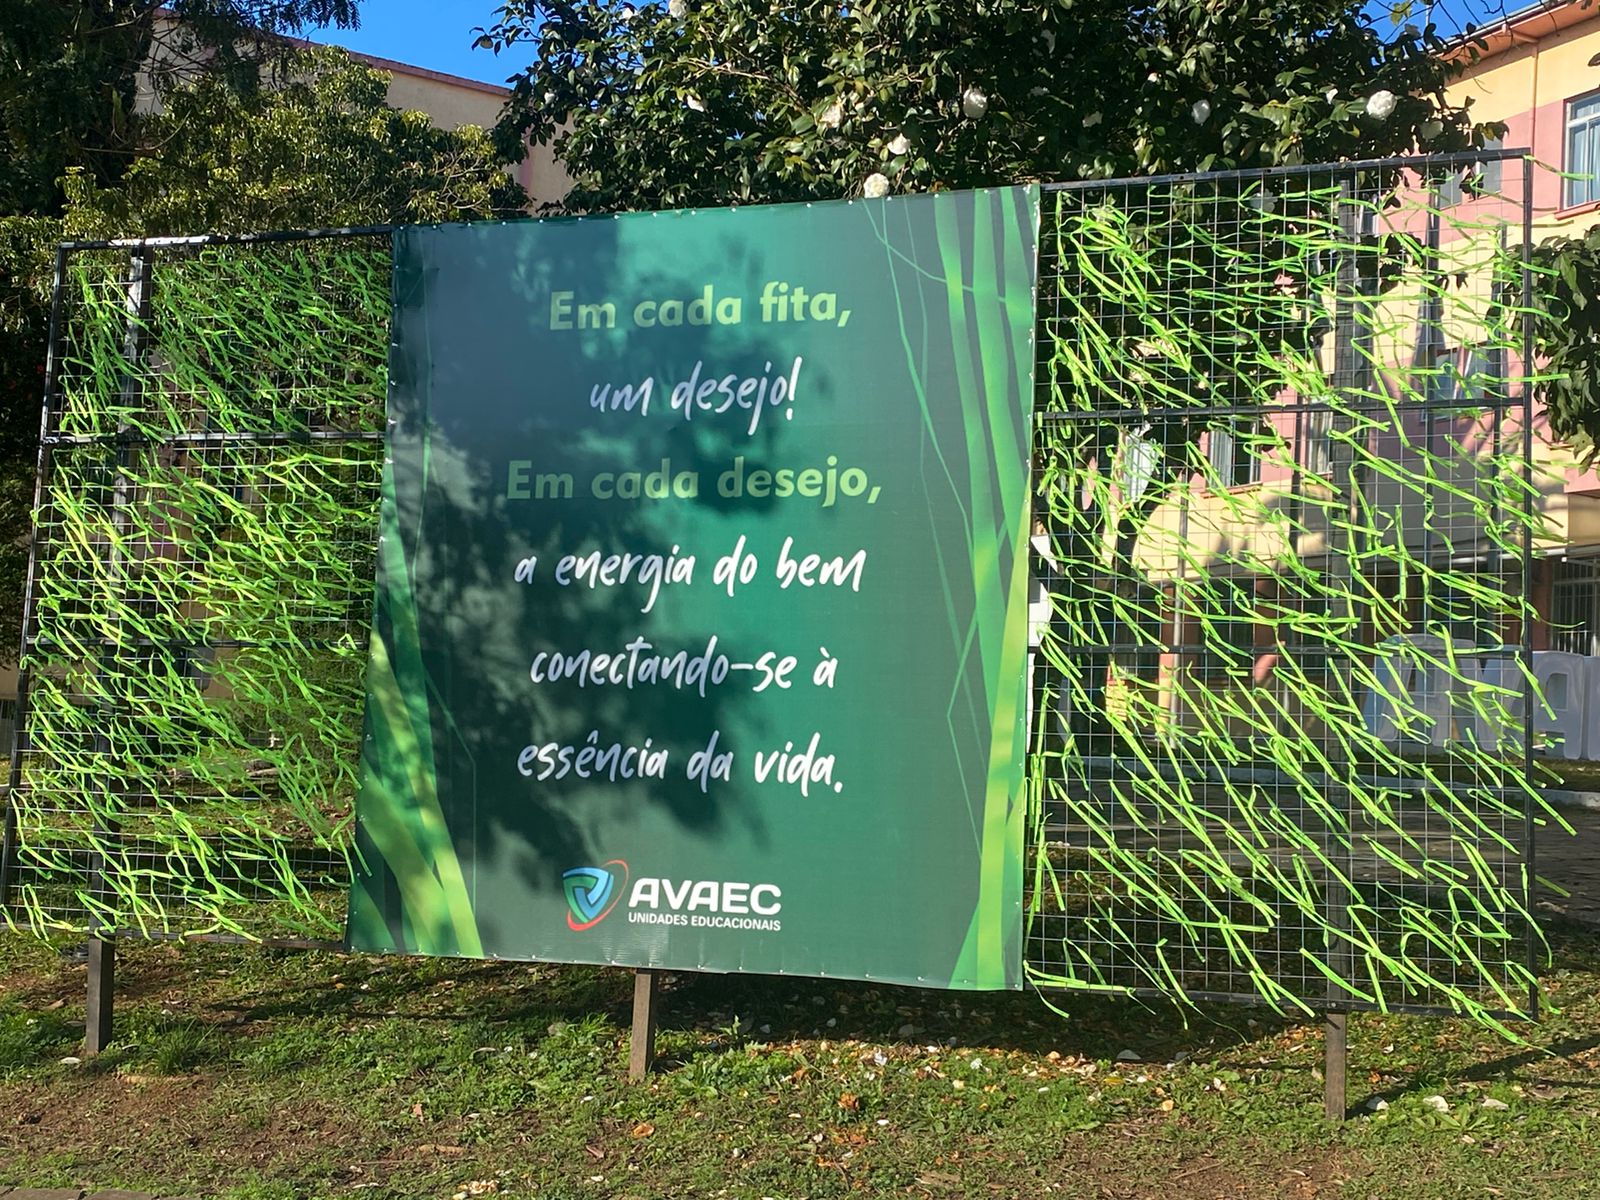 Em cada fita,
um desejo!
Em cada desejo,
a energia do bem
conectando-se à
essência da vida.
AVAEC
UNIDADES EDUCACIONAIS